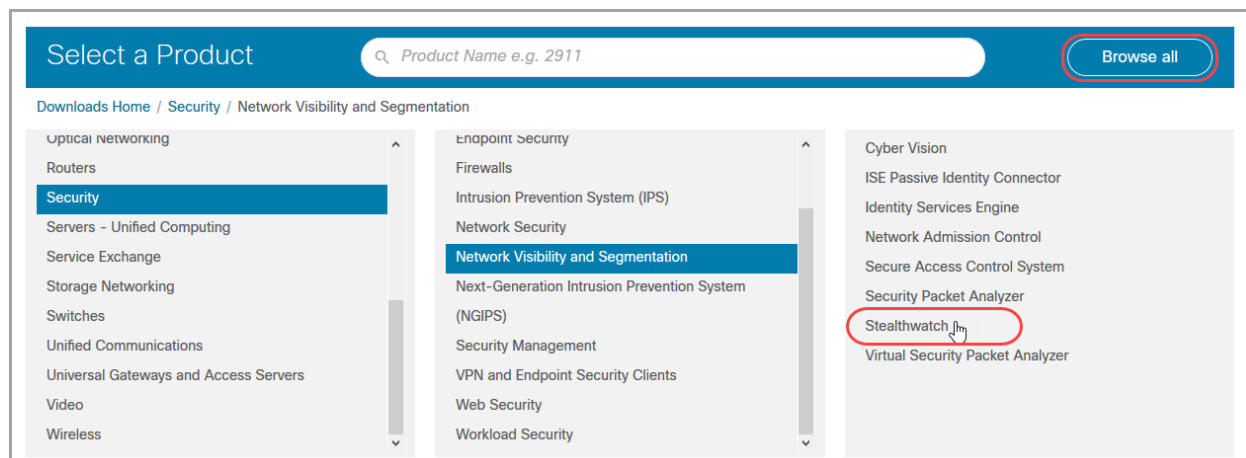 Select a Product
Product Name e.g. 2911
Browse all
Downloads Home / Security / Network Visibility and Segmentation
Optical Networking
Routers
Security
Servers - Unified Computing
Service Exchange
Storage Networking
Switches
Unified Communications
Universal Gateways and Access Servers
Video
Wireless
Endpoint Security
Firewalls
Intrusion Prevention System (IPS)
Network Security
Network Visibility and Segmentation
Next-Generation Intrusion Prevention System
(NGIPS)
Security Management
VPN and Endpoint Security Clients
Web Security
Workload Security
Cyber Vision
ISE Passive Identity Connector
Identity Services Engine
Network Admission Control
Secure Access Control System
Security Packet Analyzer
Stealthwatch
Virtual Security Packet Analyzer